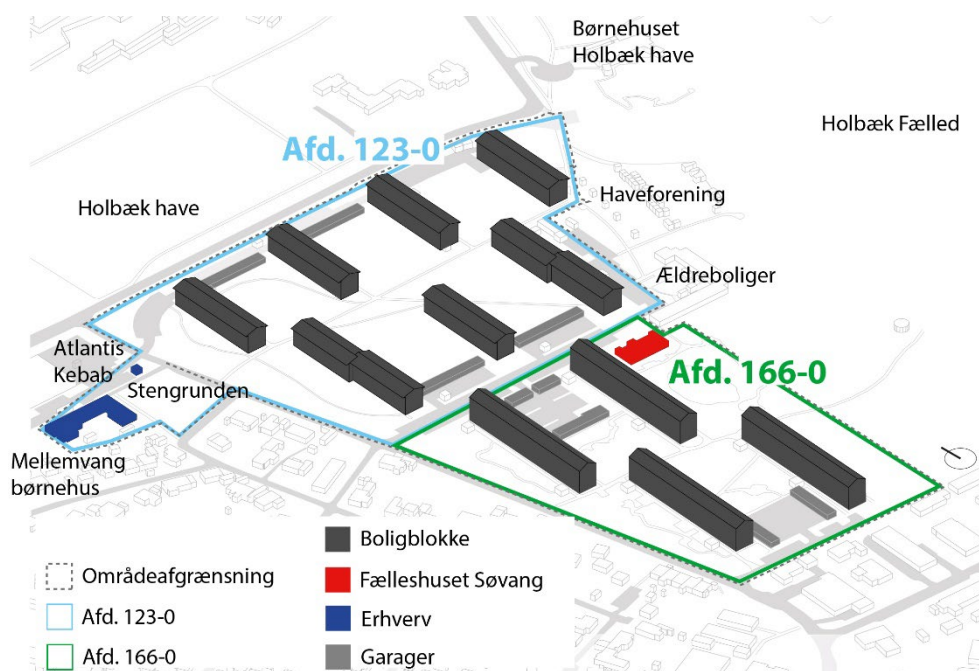 Børnehuset
Holbæk have
Holbæk Fælled
Afd. 123-0
Haveforening
Holbæk have
Ældreboliger
Atlantis
Kebab
Stengrunden
Afd. 166-0
Mellemvang
børnehus
Områdeafgrænsning
Afd. 123-0
Afd. 166-0
Boligblokke
Fælleshuset Søvang
Erhverv
Garager